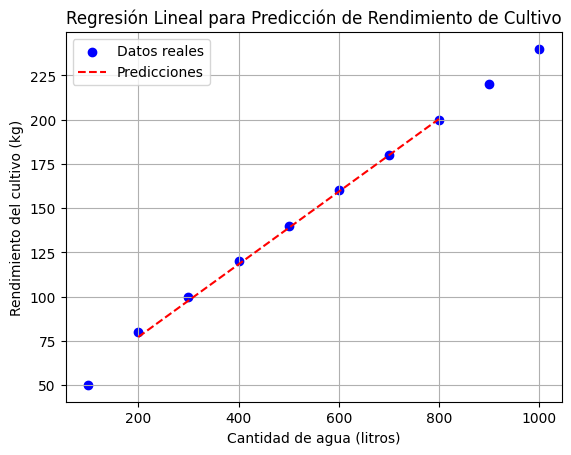 Regresión Lineal para Predicción de Rendimiento de Cultivo
Datos reales
Predicciones
Rendimiento del cultivo (kg)
225
200
175
150
125
100
75
50
200
400
600
800
1000
Cantidad de agua (litros)